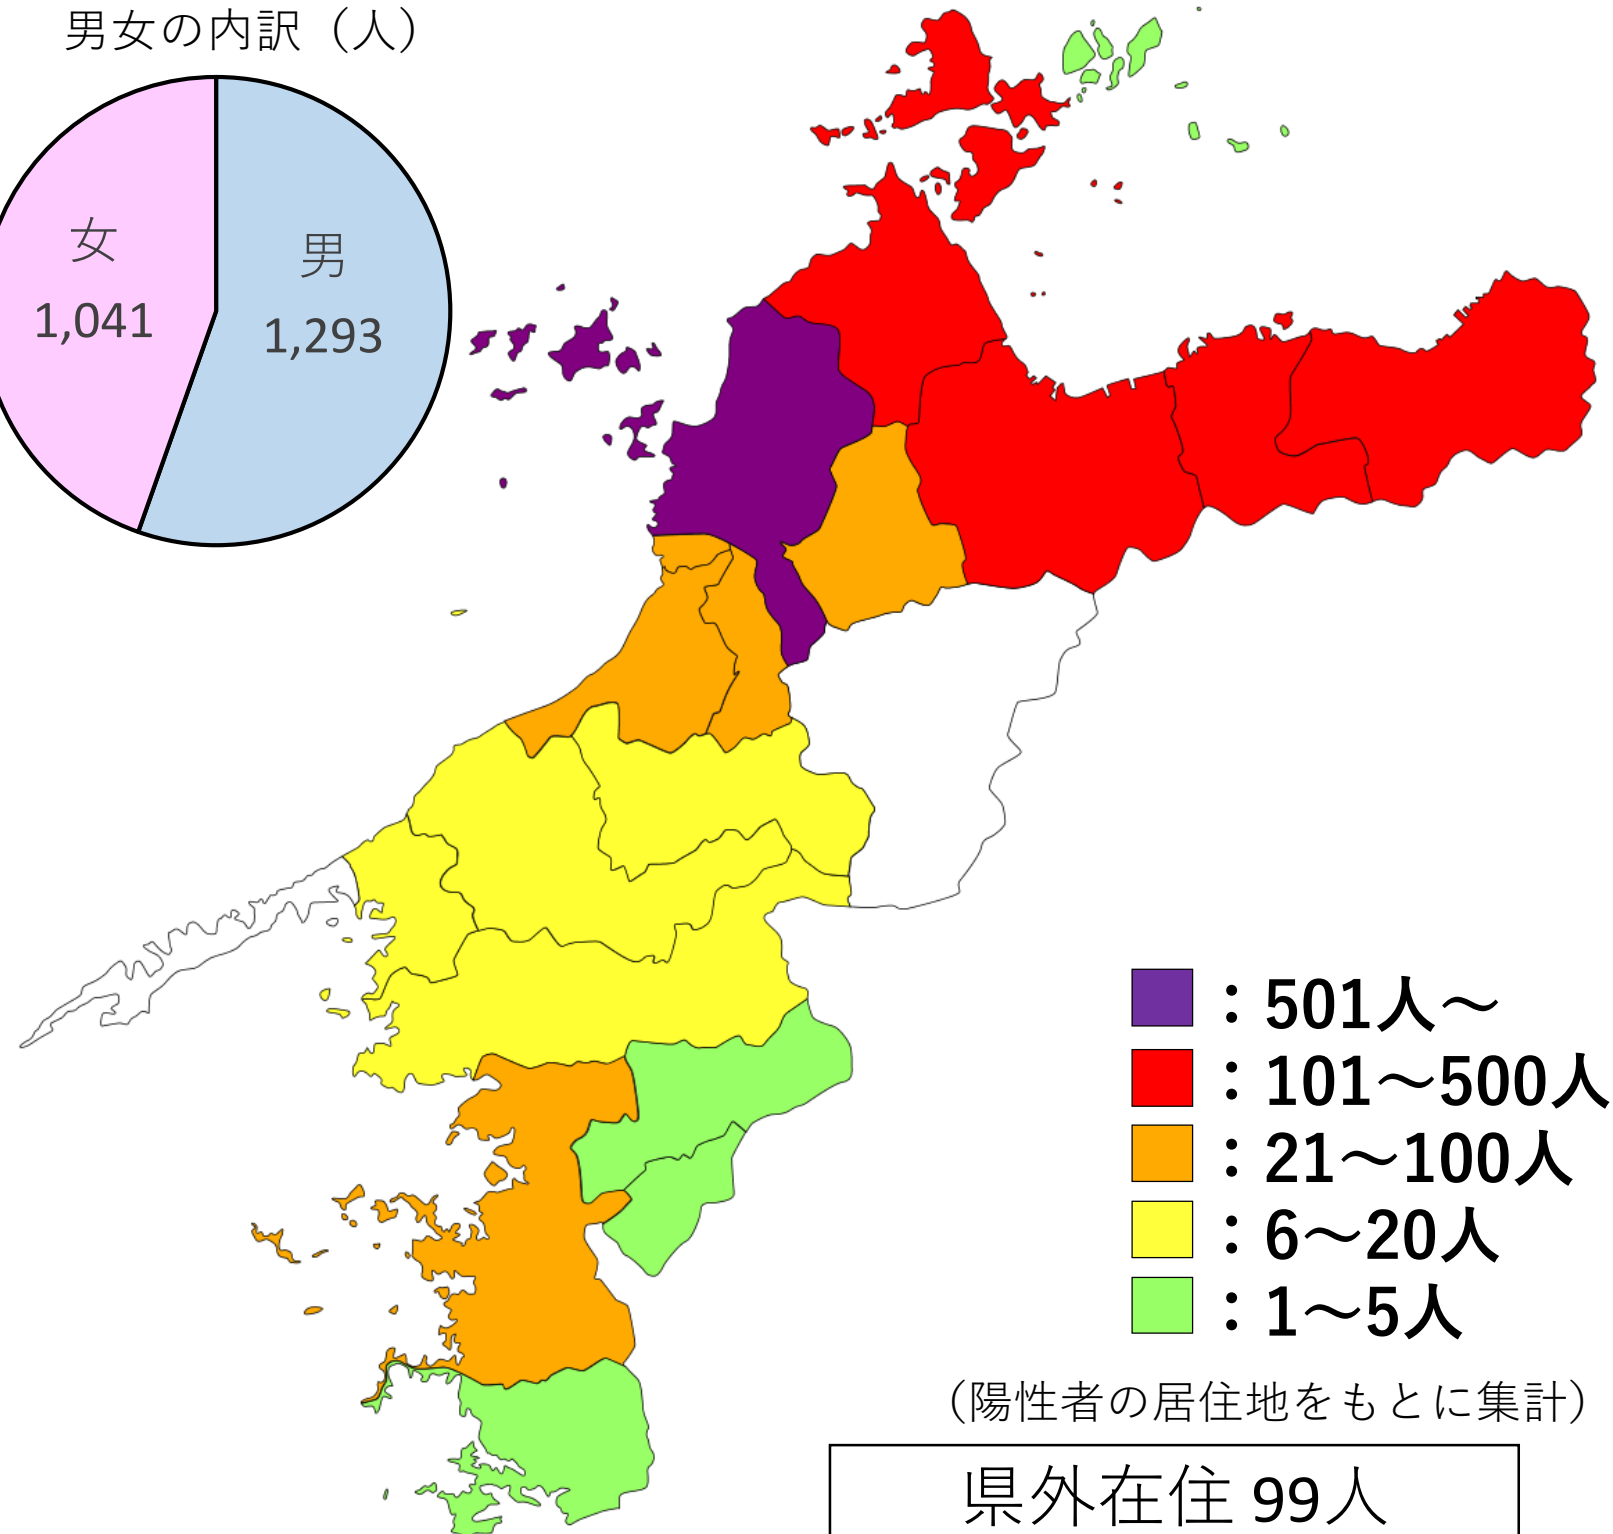 男女の内訳（人）
女
1,041
男
1,293
：501人～
：101～500人
：21～100人
：6～20人
：1～5人
（陽性者の居住地をもとに集計）
県外在住 99人